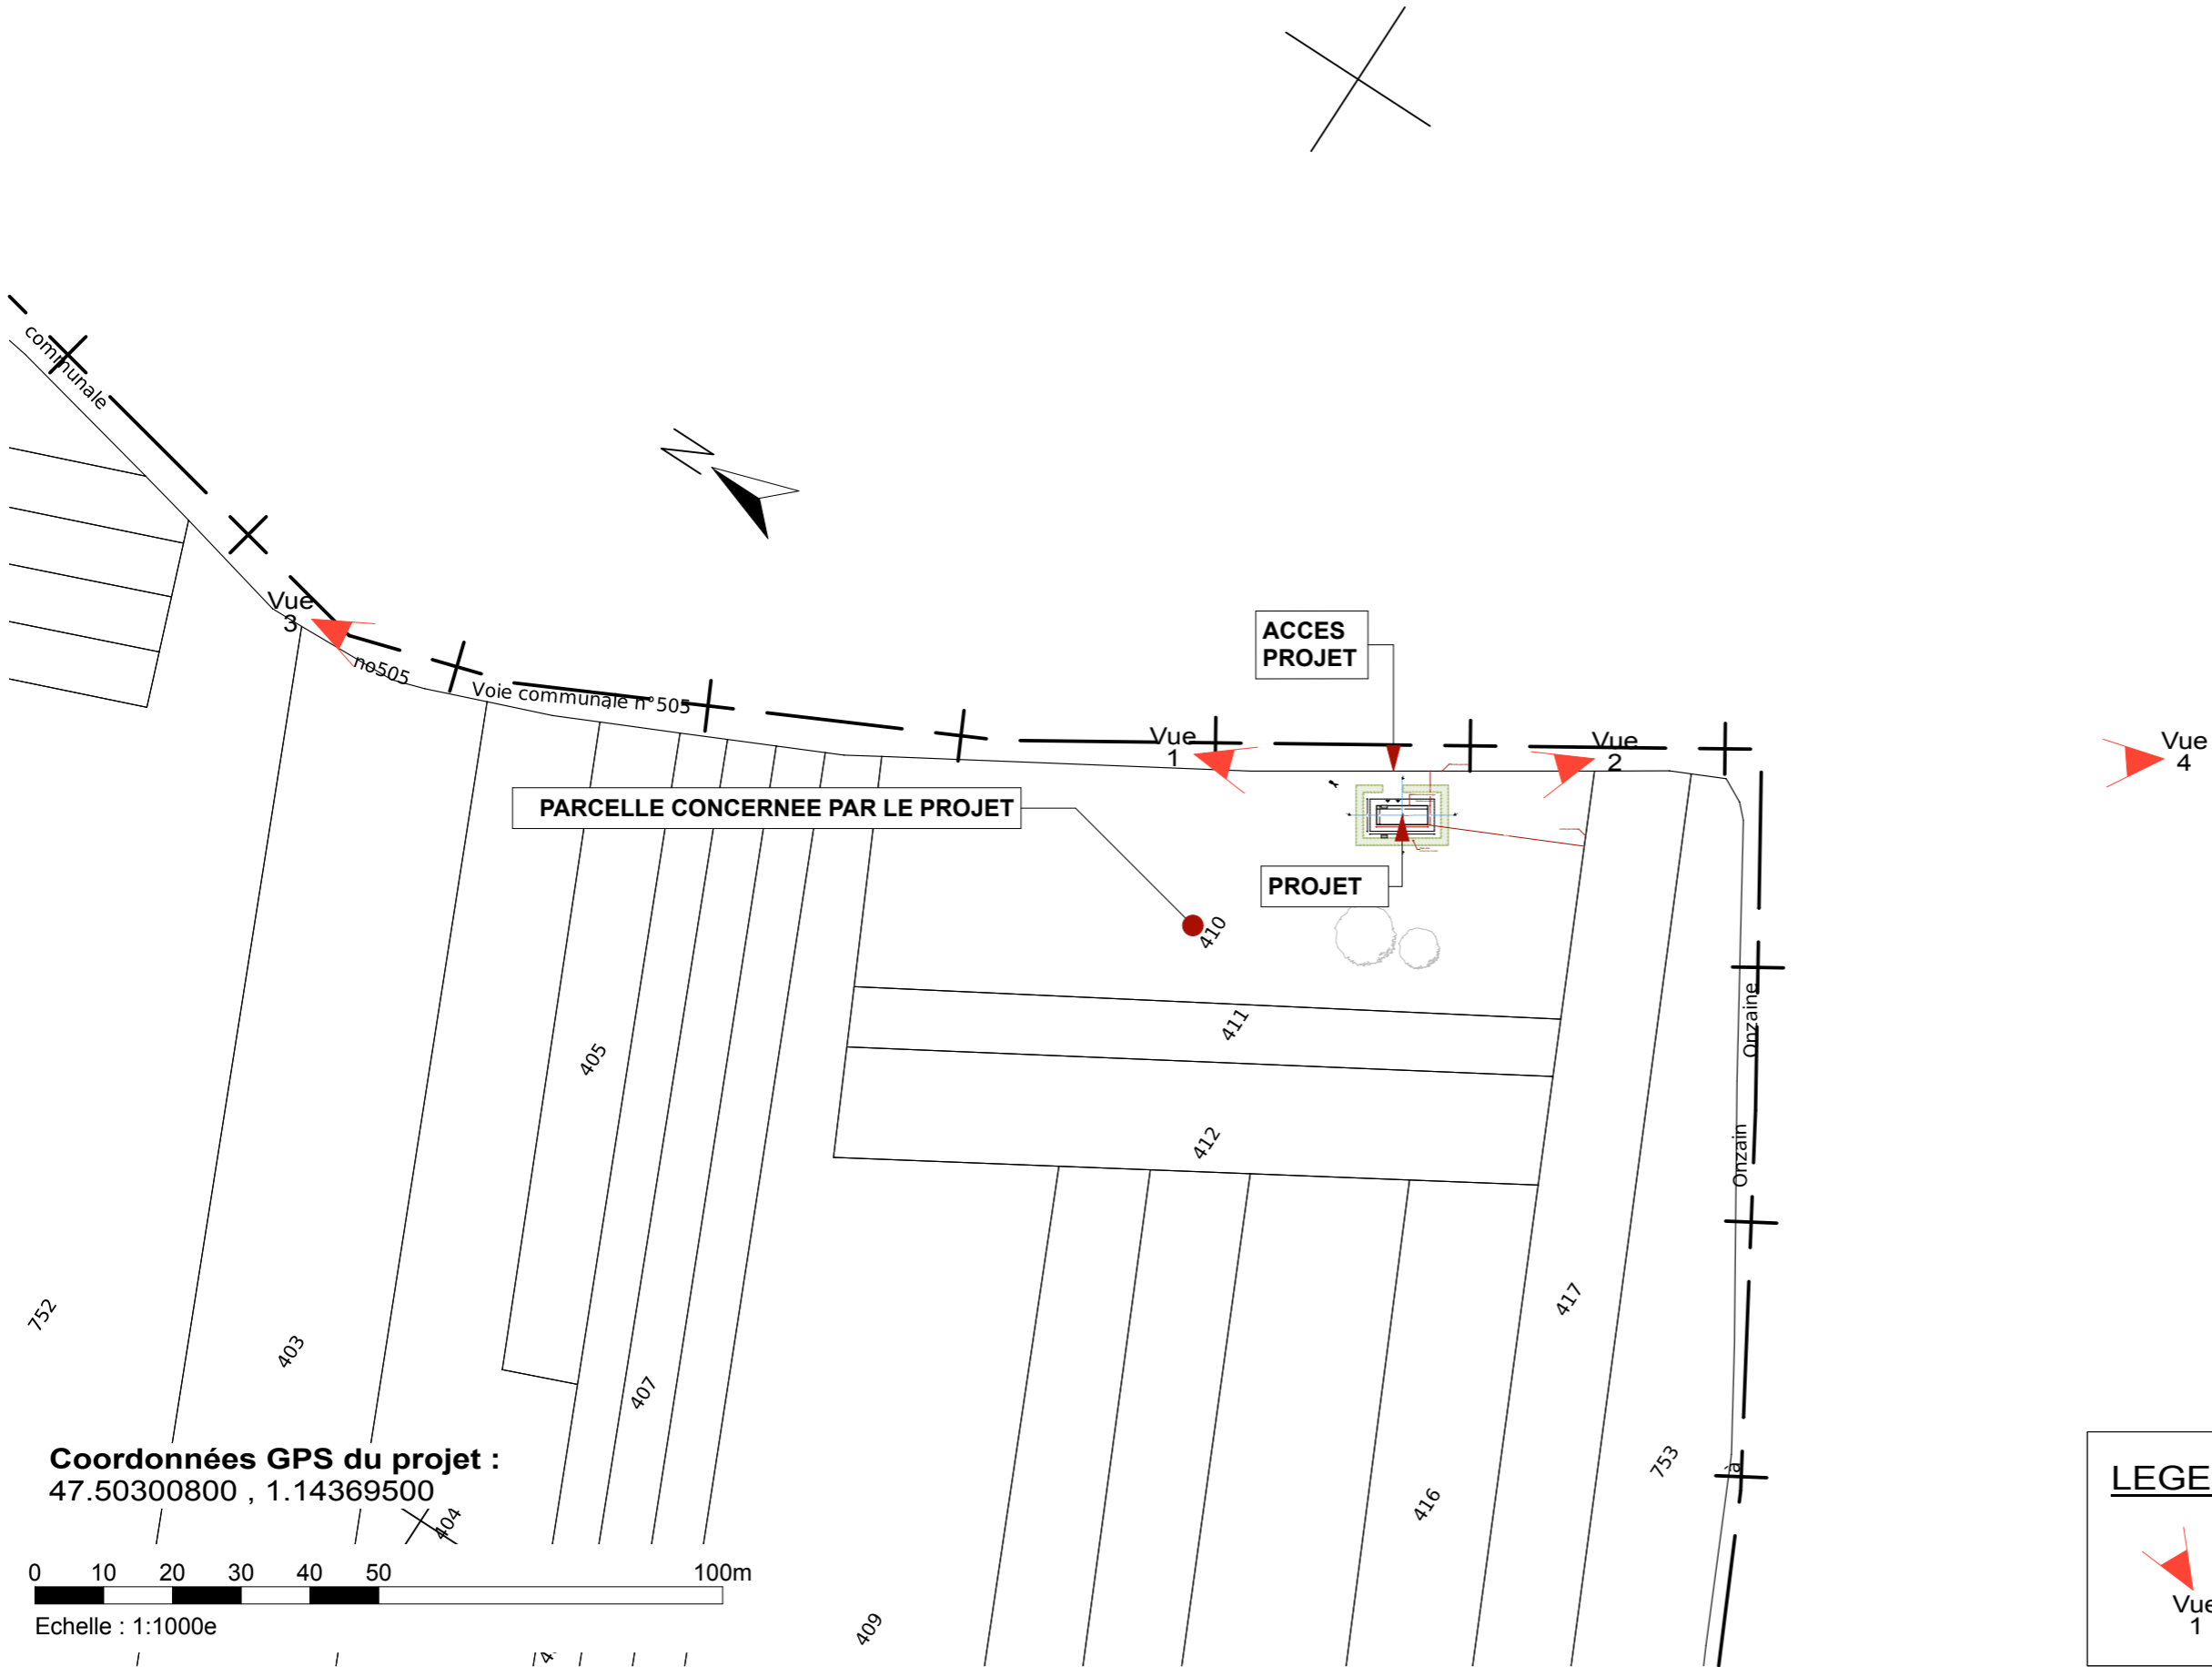 communale
N
Vue
3
no505
Voie communale n°505
ACCES
PROJET
Vue
1
Vue
2
Vue
4
PARCELLE CONCERNEE PAR LE PROJET
PROJET
410
411
405
Onzaine
412
Onzain
752
403
417
407
753
à
416
404
409
Coordonnées GPS du projet :
47.50300800 , 1.14369500
0 10 20 30 40 50 100m
Echelle : 1:1000e
LEGE
Vue
1